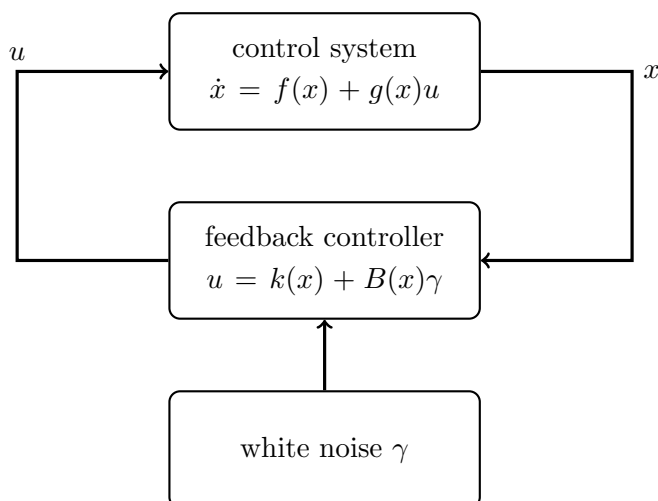 u
control system
ẋ = f(x) + g(x)u
x
feedback controller
u = k(x) + B(x)γ
white noise γ